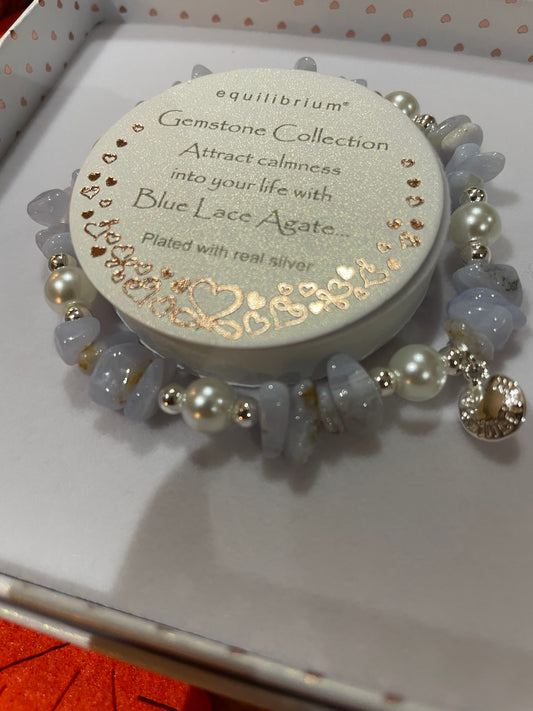 equilibrium®
Gemstone Collection
Attract calmness
into your life with
Blue Lace Agate...
Plated with real silver